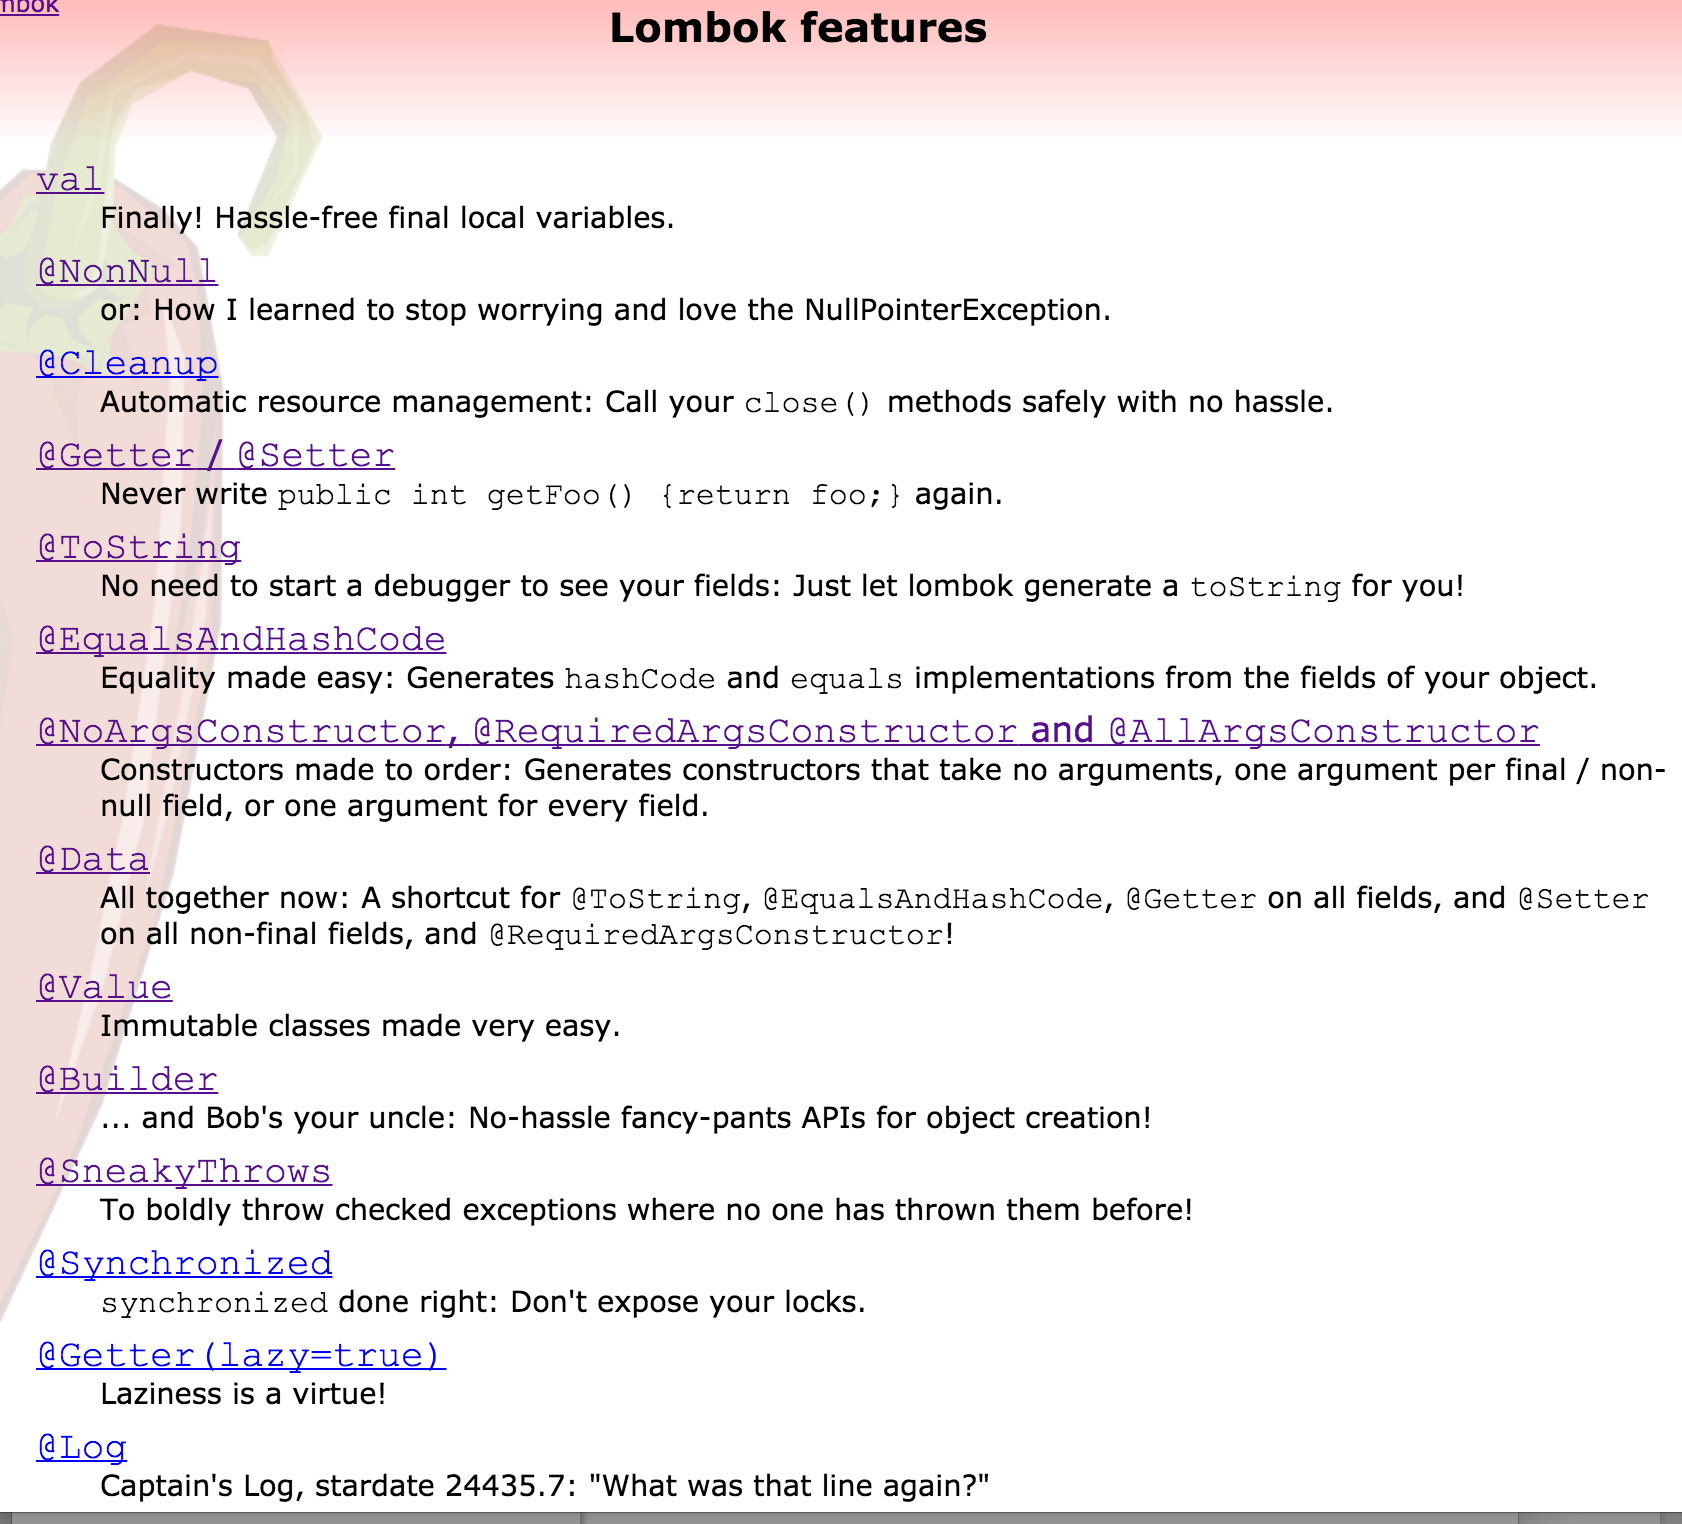 mbok
Lombok features
val
Finally! Hassle-free final local variables.
@NonNull
or: How I learned to stop worrying and love the NullPointerException.
@Cleanup
Automatic resource management: Call your close() methods safely with no hassle.
@Getter / @Setter
Never write public int getFoo() {return foo;} again.
@ToString
No need to start a debugger to see your fields: Just let lombok generate a toString for you!
@EqualsAndHashCode
Equality made easy: Generates hashCode and equals implementations from the fields of your object.
@NoArgsConstructor, @RequiredArgsConstructor and @AllArgsConstructor
Constructors made to order: Generates constructors that take no arguments, one argument per final / non-
null field, or one argument for every field.
@Data
All together now: A shortcut for @ToString, @EqualsAndHashCode, @Getter on all fields, and @Setter
on all non-final fields, and @RequiredArgsConstructor!
@Value
Immutable classes made very easy.
@Builder
... and Bob's your uncle: No-hassle fancy-pants APIs for object creation!
@SneakyThrows
To boldly throw checked exceptions where no one has thrown them before!
@Synchronized
synchronized done right: Don't expose your locks.
@Getter(lazy=true)
Laziness is a virtue!
@Log
Captain's Log, stardate 24435.7: "What was that line again?"